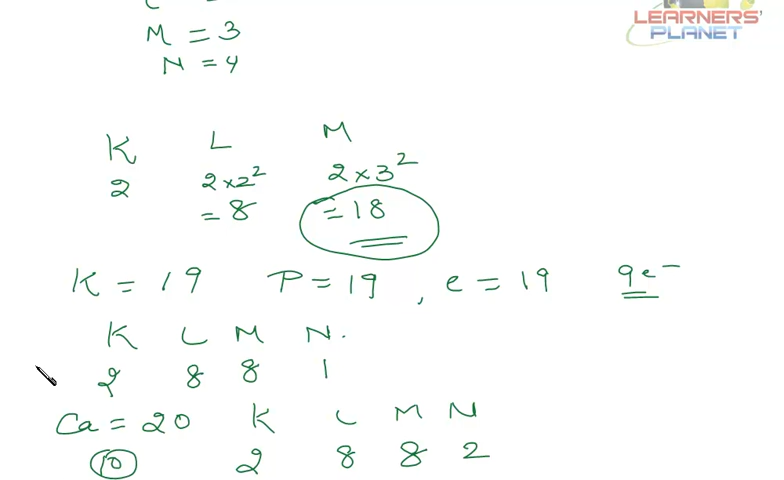 LEARNERS' PLANET
M = 3
N = 4
K L M
2 2×2² 2×3²
= 8 = 18
K = 19 P = 19, e = 19 9e⁻
K L M N.
2 8 8 1
Ca = 20 K L M N
10 2 8 8 2